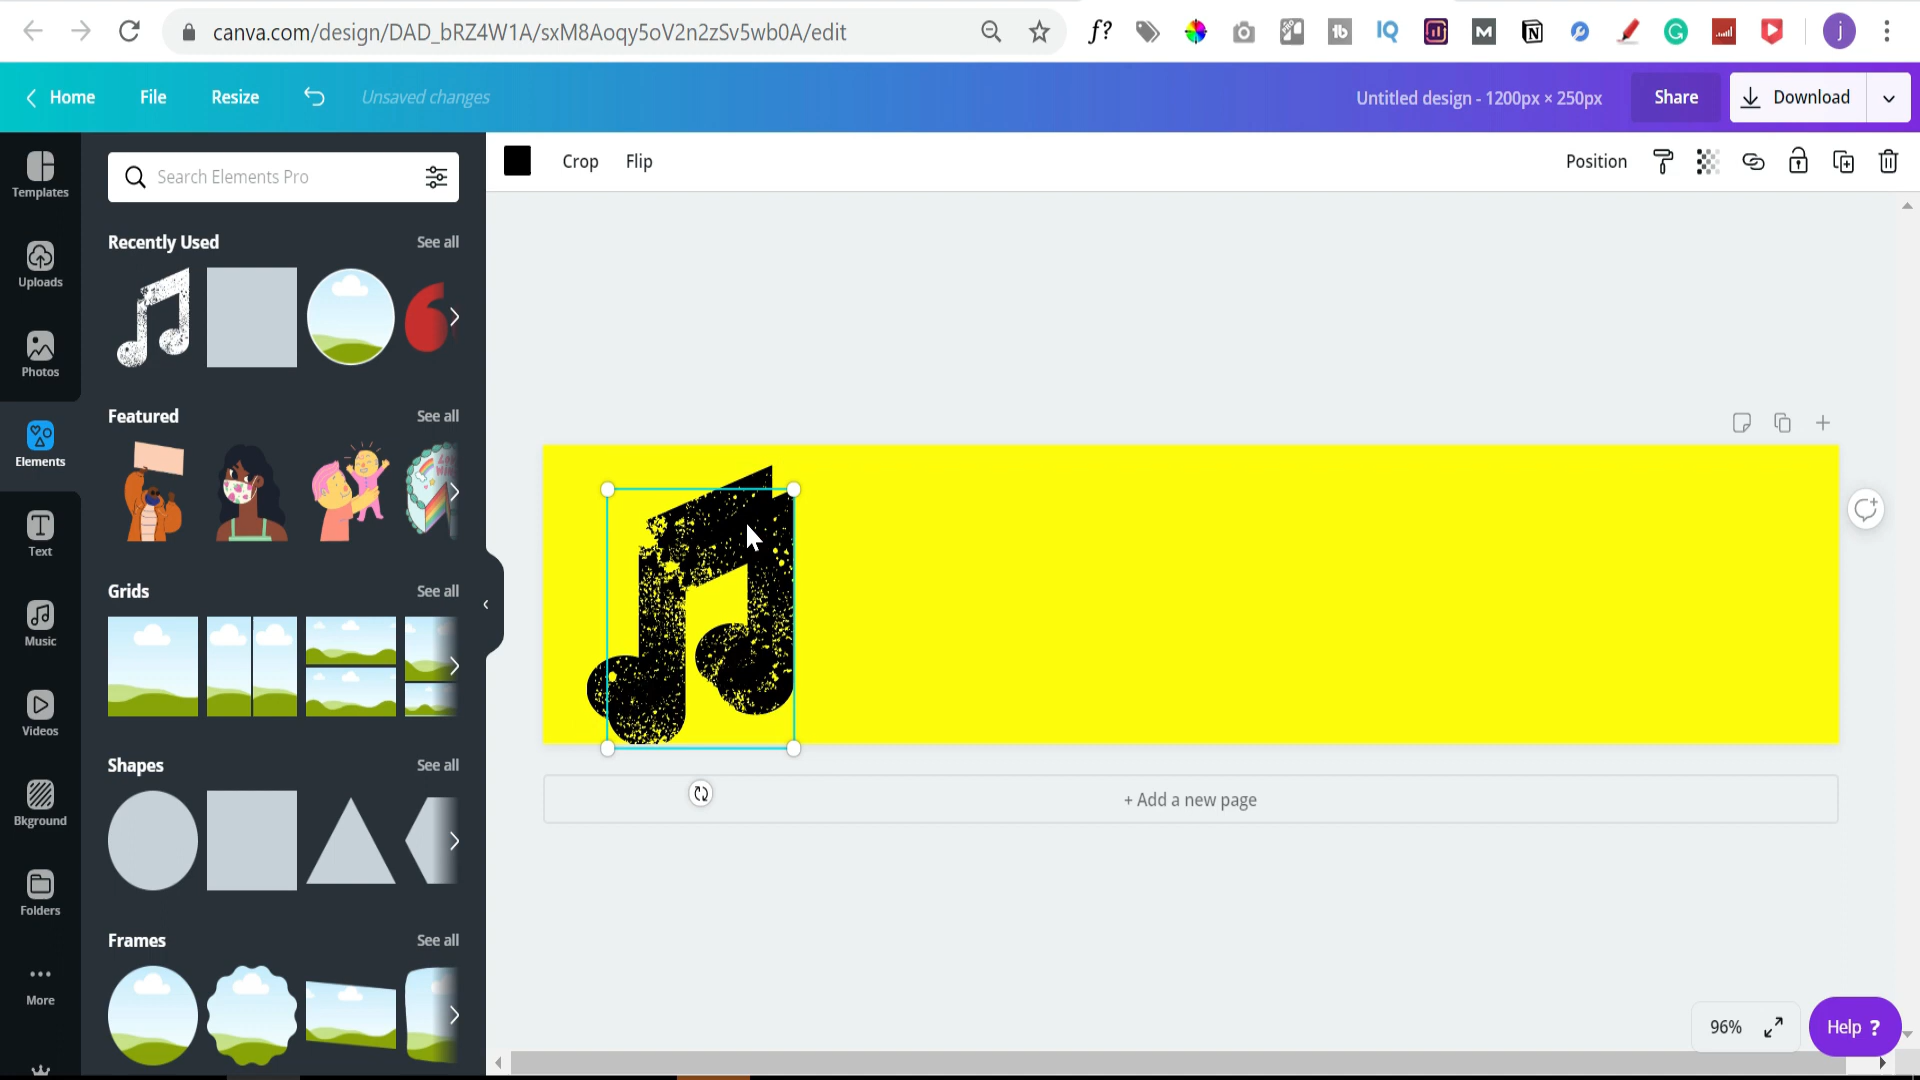 canva.com/design/DAD_bRZ4W1A/sxM8Aoqy5oV2n2zSv5wb0A/edit
f?
tb
IQ
M
N
G
j
Home
File
Resize
Unsaved changes
Untitled design - 1200px × 250px
Share
Download
Templates
Uploads
Photos
Elements
Text
Music
Videos
Bkground
Folders
More
Search Elements Pro
Recently Used
See all
Featured
See all
Grids
See all
Shapes
See all
Frames
See all
Crop
Flip
Position
+ Add a new page
96%
Help ?